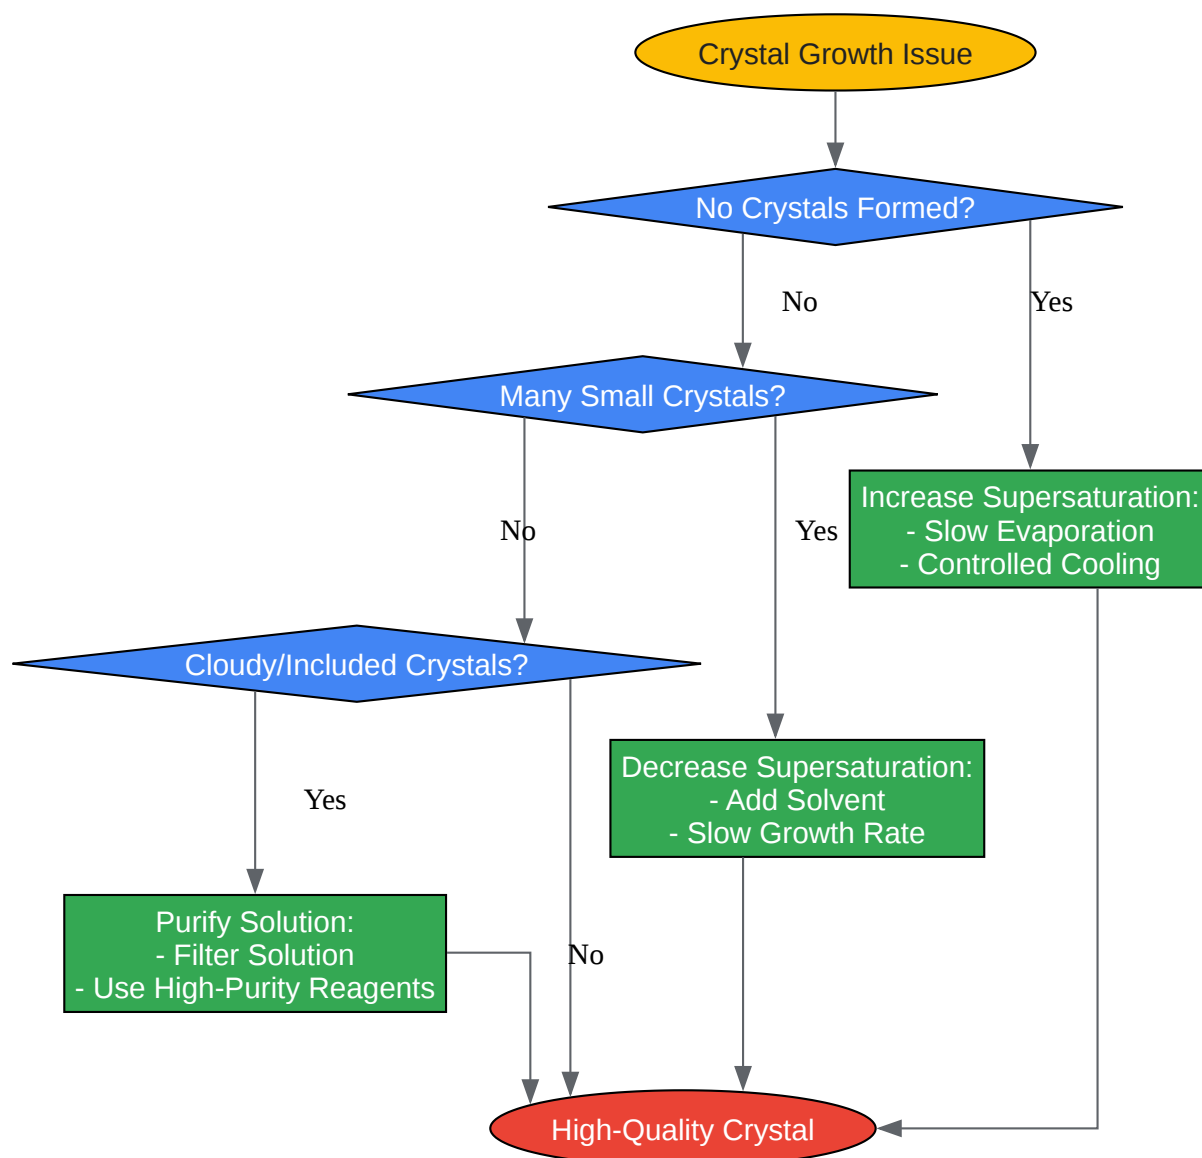 Crystal Growth Issue
No Crystals Formed?
No
Yes
Many Small Crystals?
Increase Supersaturation:
- Slow Evaporation
- Controlled Cooling
No
Yes
Cloudy/Included Crystals?
Decrease Supersaturation:
- Add Solvent
- Slow Growth Rate
Yes
Purify Solution:
- Filter Solution
- Use High-Purity Reagents
No
High-Quality Crystal